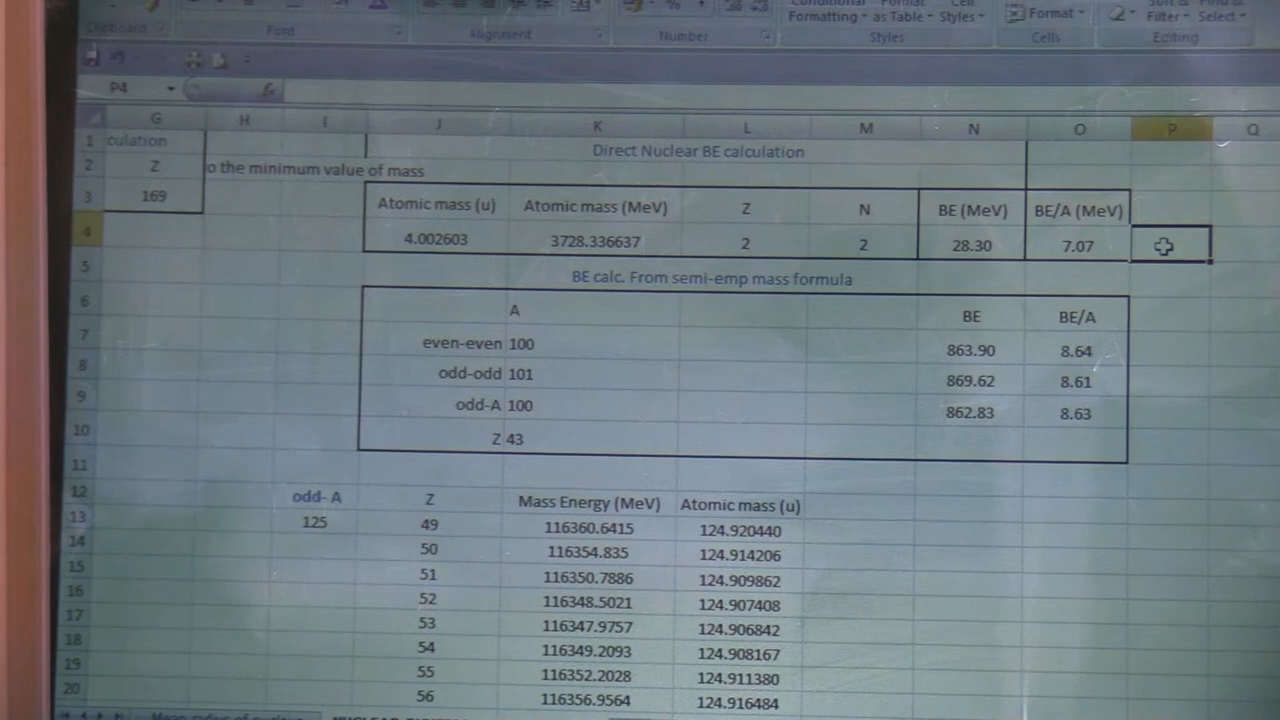 Formatting as Table Styles Format Filter Select
Clipboard Font Alignment Number Styles Cells Editing
P4 fx
G H I J K L M N O P Q
1 culation Direct Nuclear BE calculation
2 Z o the minimum value of mass
3 169 Atomic mass (u) Atomic mass (MeV) Z N BE (MeV) BE/A (MeV)
4 4.002603 3728.336637 2 2 28.30 7.07
5 BE calc. From semi-emp mass formula
6 A BE BE/A
7 even-even 100 863.90 8.64
8 odd-odd 101 869.62 8.61
9 odd-A 100 862.83 8.63
10 Z 43
11
12 odd- A Z Mass Energy (MeV) Atomic mass (u)
13 125 49 116360.6415 124.920440
14 50 116354.835 124.914206
15 51 116350.7886 124.909862
16 52 116348.5021 124.907408
17 53 116347.9757 124.906842
18 54 116349.2093 124.908167
19 55 116352.2028 124.911380
20 56 116356.9564 124.916484